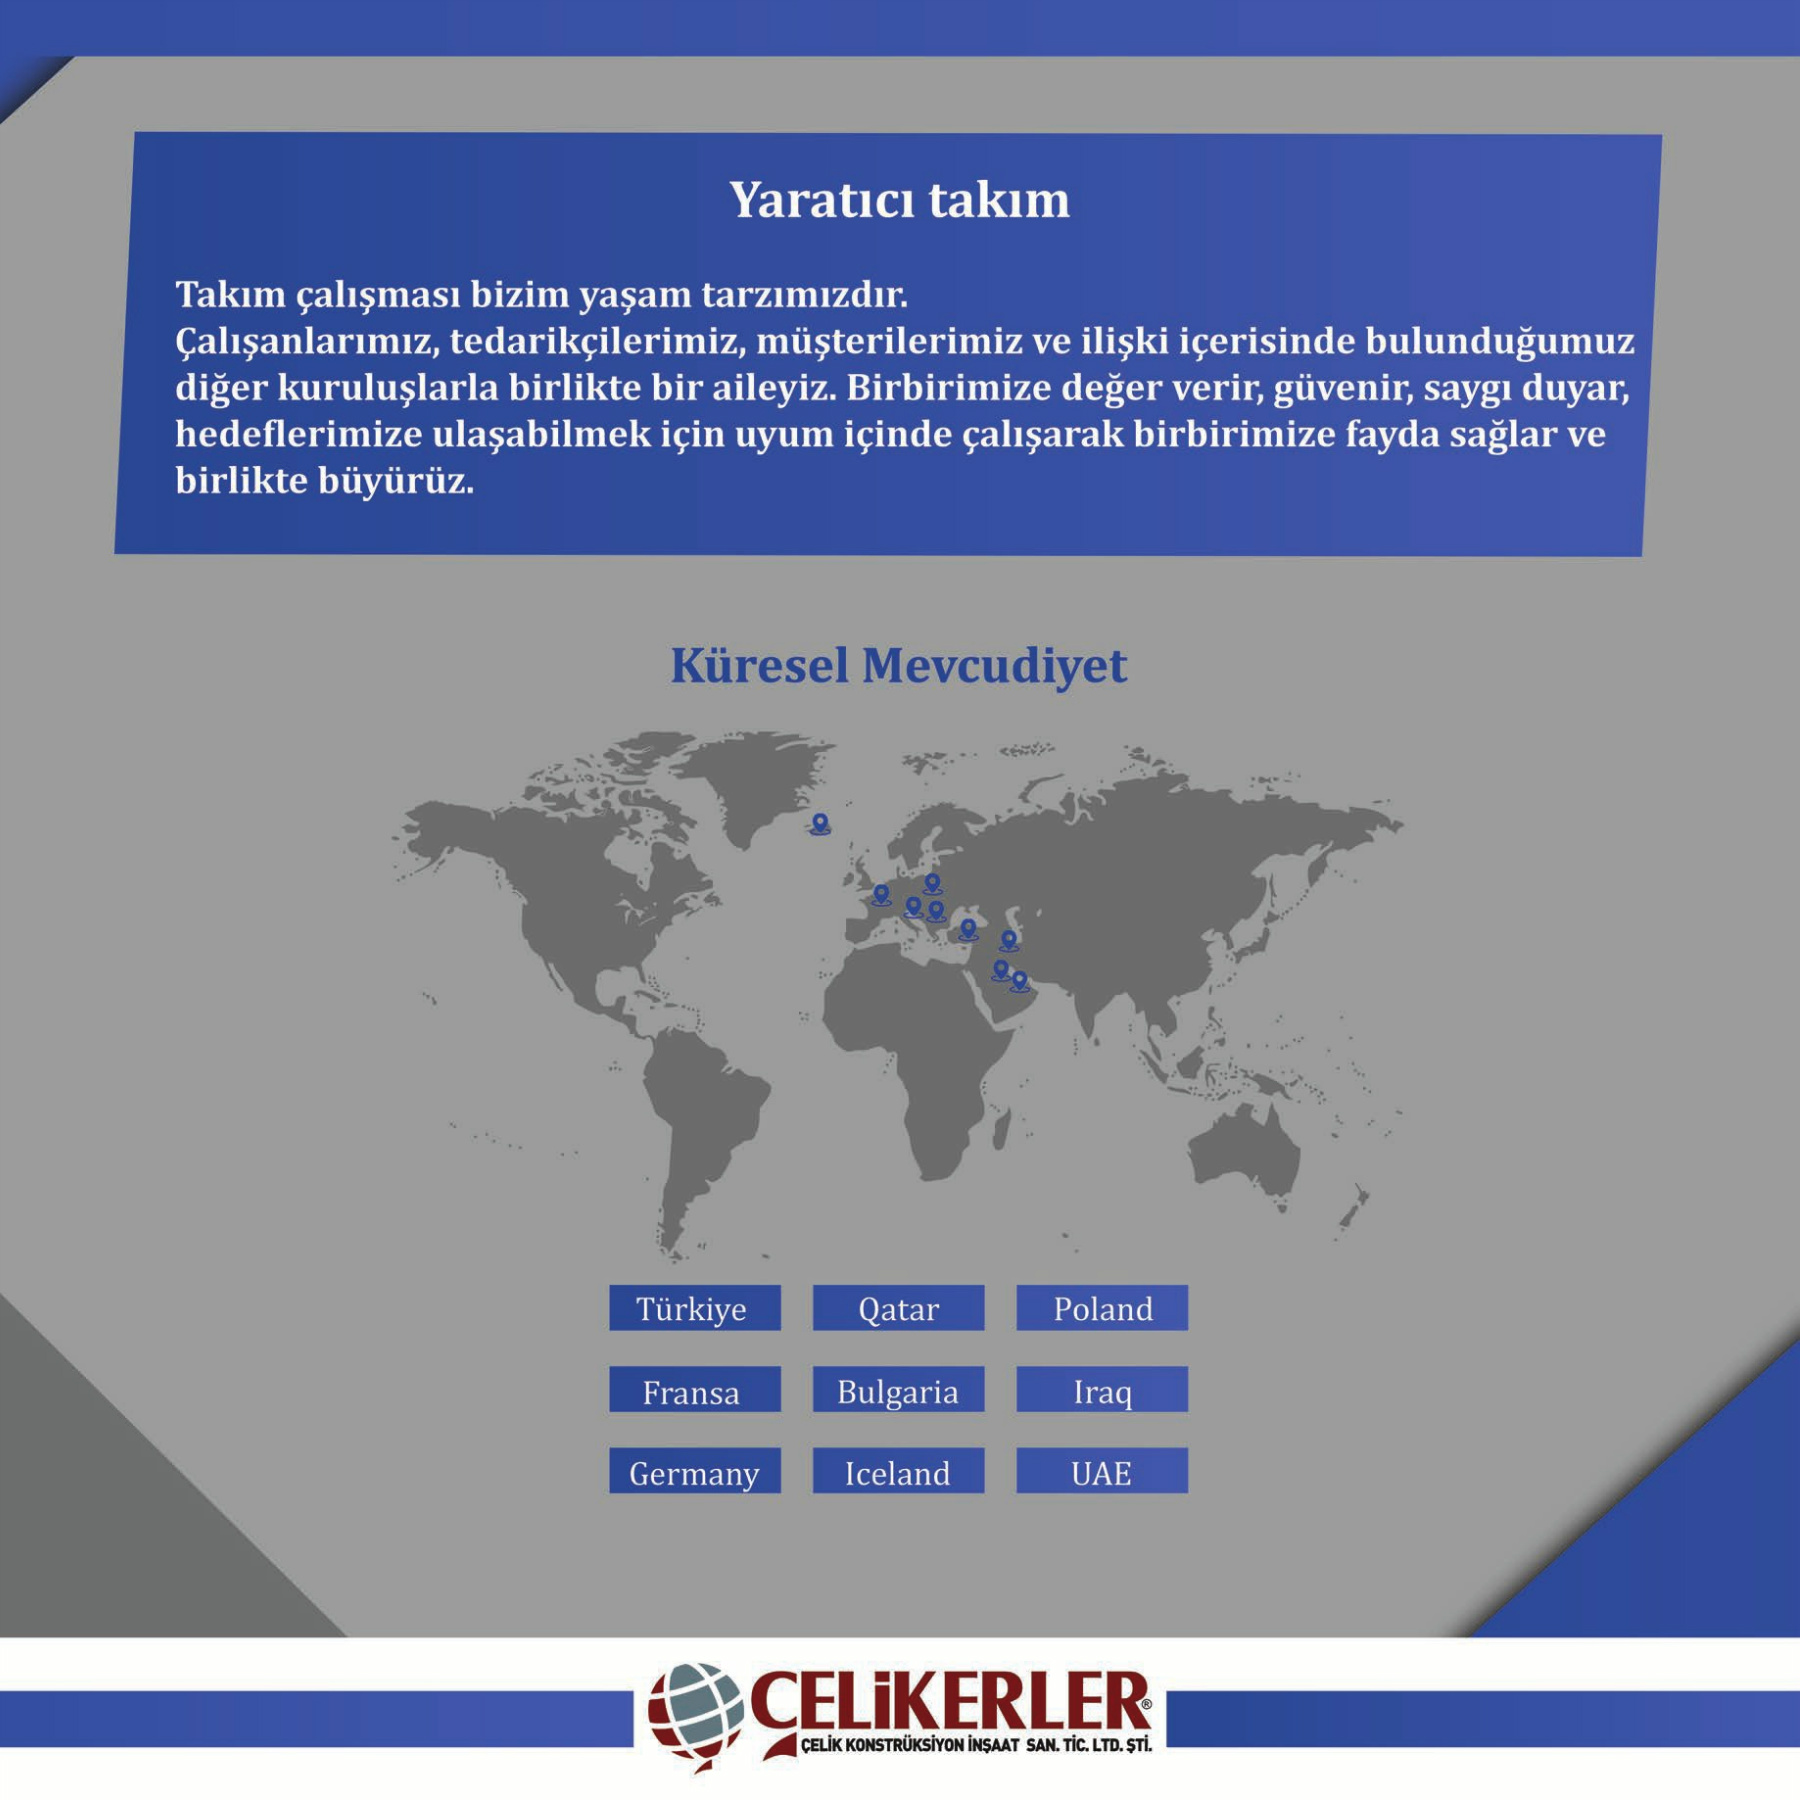 Yaratıcı takım
Takım çalışması bizim yaşam tarzımızdır.
Çalışanlarımız, tedarikçilerimiz, müşterilerimiz ve ilişki içerisinde bulunduğumuz
diğer kuruluşlarla birlikte bir aileyiz. Birbirimize değer verir, güvenir, saygı duyar,
hedeflerimize ulaşabilmek için uyum içinde çalışarak birbirimize fayda sağlar ve
birlikte büyürüz.
Küresel Mevcudiyet
Türkiye Qatar Poland
Fransa Bulgaria Iraq
Germany Iceland UAE
ÇELiKERLER®
ÇELİK KONSTRÜKSİYON İNŞAAT SAN. TİC. LTD. ŞTİ.